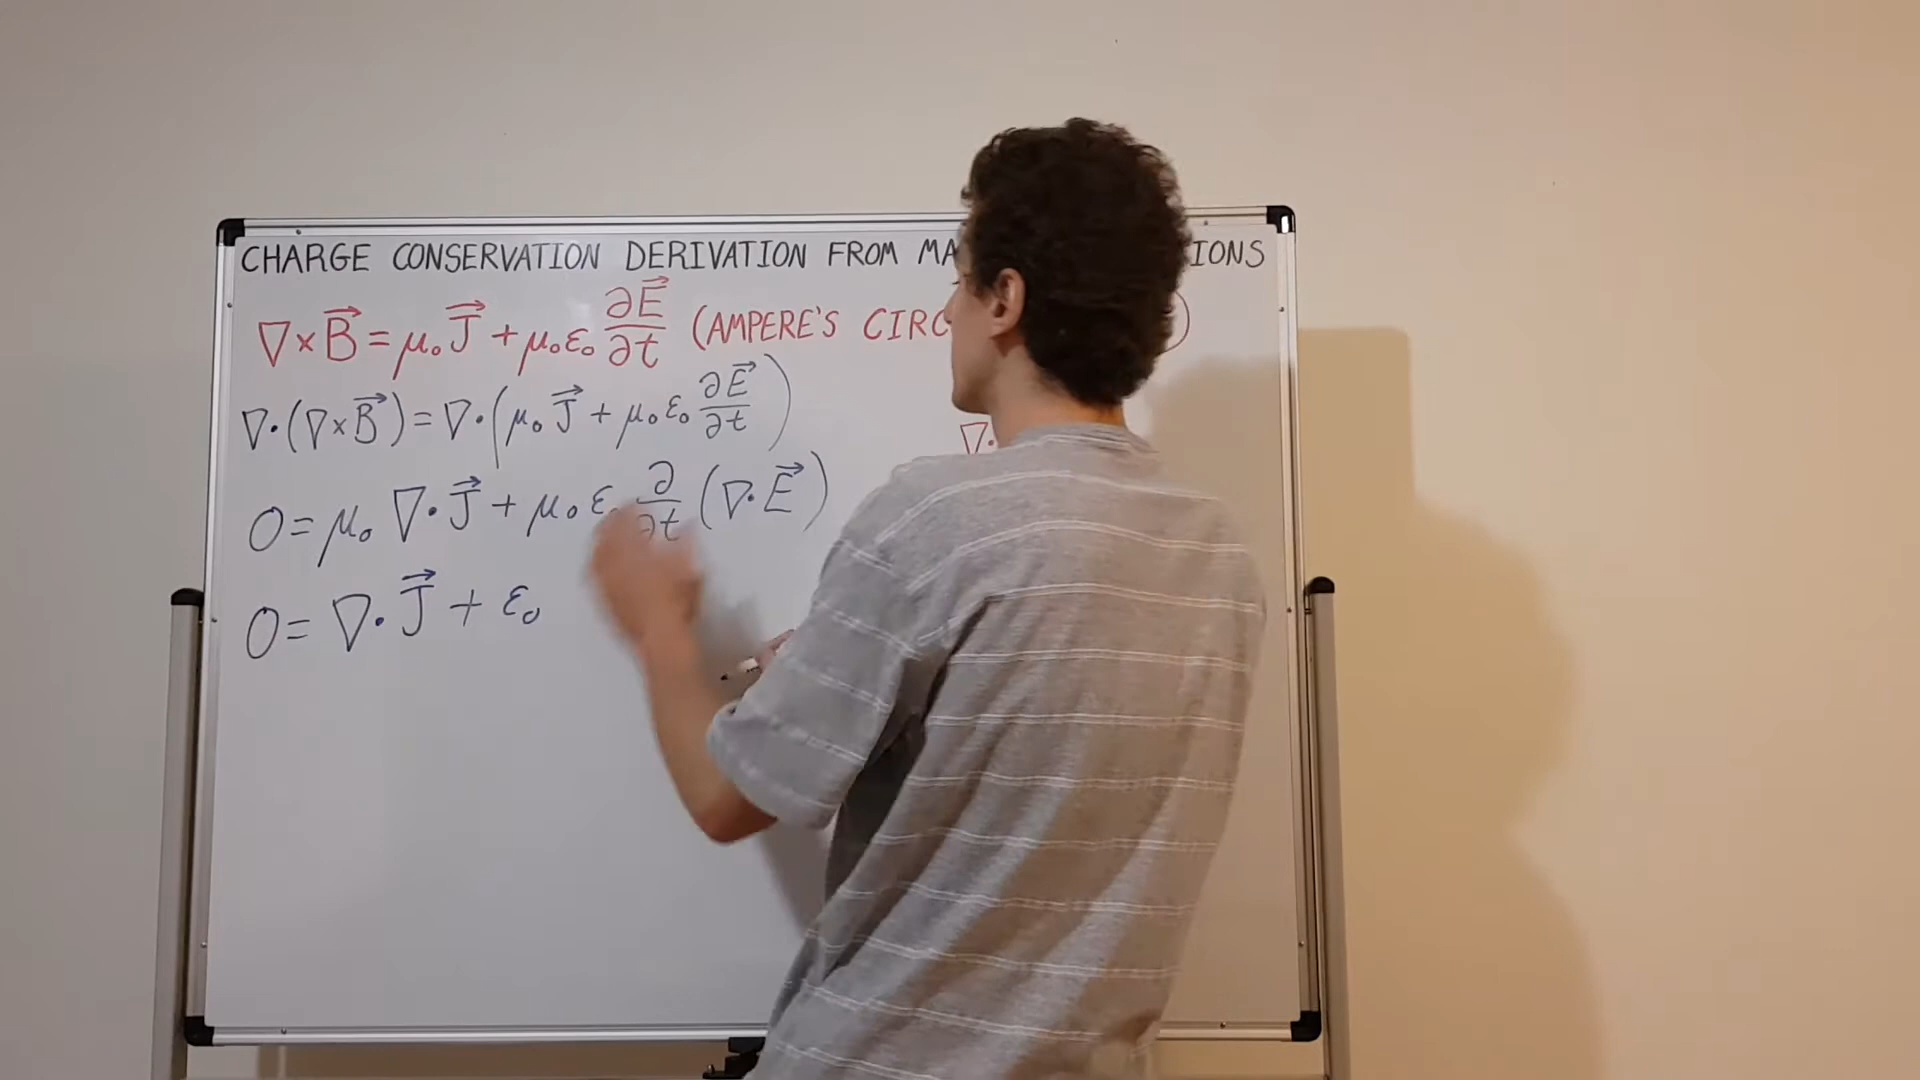 CHARGE CONSERVATION DERIVATION FROM MA IONS
∇×B⃗ = μ₀J⃗ + μ₀ε₀ ∂E⃗/∂t (AMPERE'S CIRC )
∇·(∇×B⃗) = ∇·(μ₀J⃗ + μ₀ε₀ ∂E⃗/∂t)
∇·
0 = μ₀ ∇·J⃗ + μ₀ε₀ ∂/∂t (∇·E⃗)
0 = ∇·J⃗ + ε₀